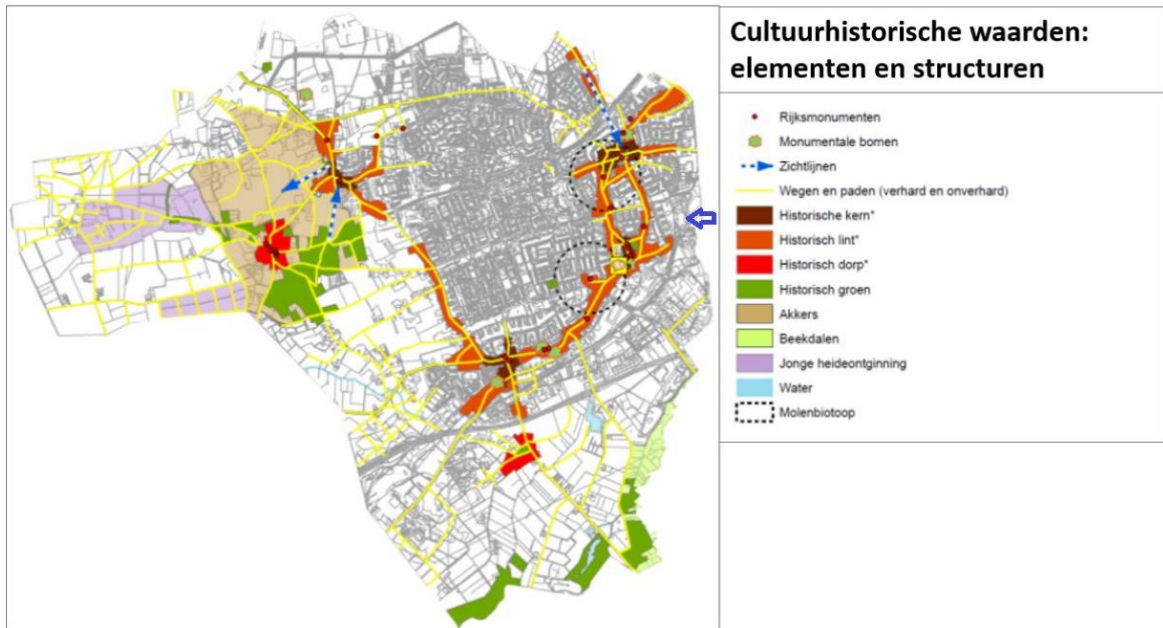 Cultuurhistorische waarden:
elementen en structuren
Rijksmonumenten
Monumentale bomen
Zichtlijnen
Wegen en paden (verhard en onverhard)
Historische kern*
Historisch lint*
Historisch dorp*
Historisch groen
Akkers
Beekdalen
Jonge heideontginning
Water
Molenbiotoop